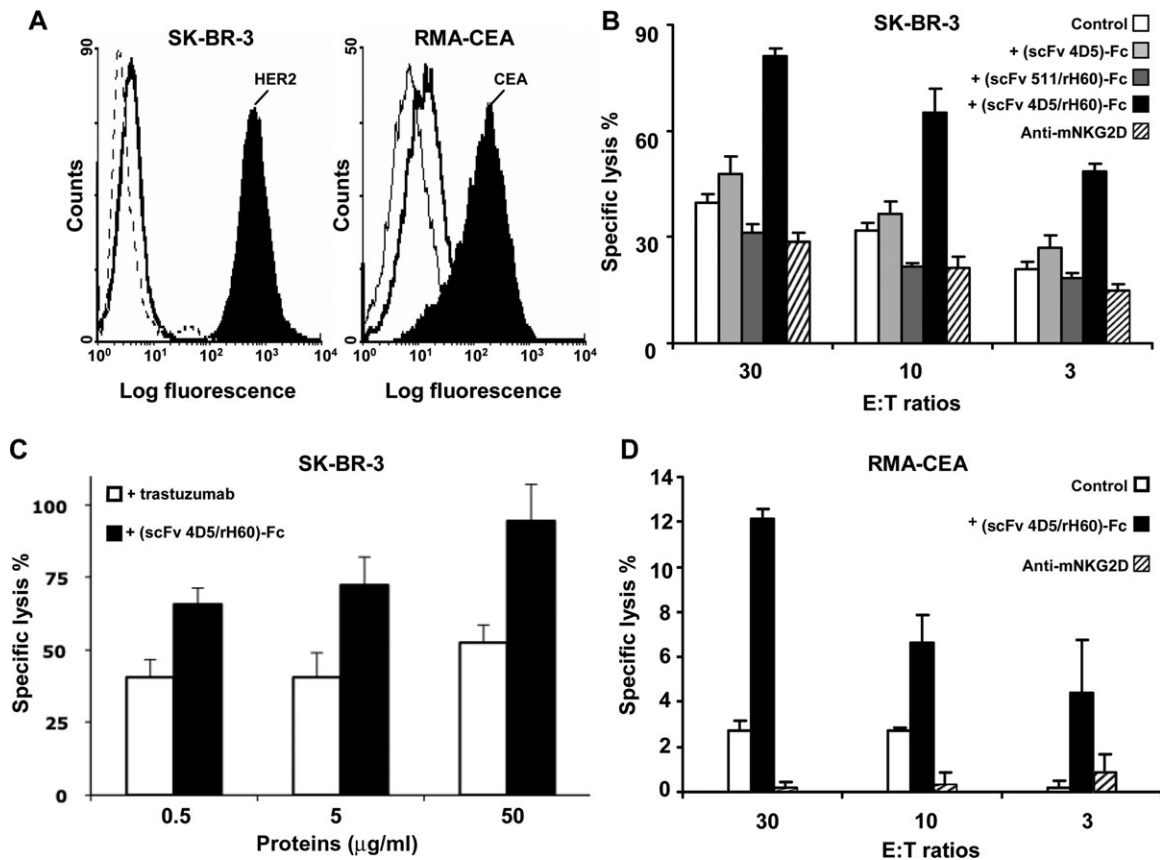 A
SK-BR-3
90
Counts
0
HER2
10⁰ 10¹ 10² 10³ 10⁴
Log fluorescence
RMA-CEA
50
Counts
0
CEA
10⁰ 10¹ 10² 10³ 10⁴
Log fluorescence
B
SK-BR-3
Control
+ (scFv 4D5)-Fc
+ (scFv 511/rH60)-Fc
+ (scFv 4D5/rH60)-Fc
Anti-mNKG2D
Specific lysis %
90
60
30
0
30 10 3
E:T ratios
C
SK-BR-3
+ trastuzumab
+ (scFv 4D5/rH60)-Fc
Specific lysis %
100
75
50
25
0
0.5 5 50
Proteins (μg/ml)
D
RMA-CEA
Control
+ (scFv 4D5/rH60)-Fc
Anti-mNKG2D
Specific lysis %
14
12
10
8
6
4
2
0
30 10 3
E:T ratios